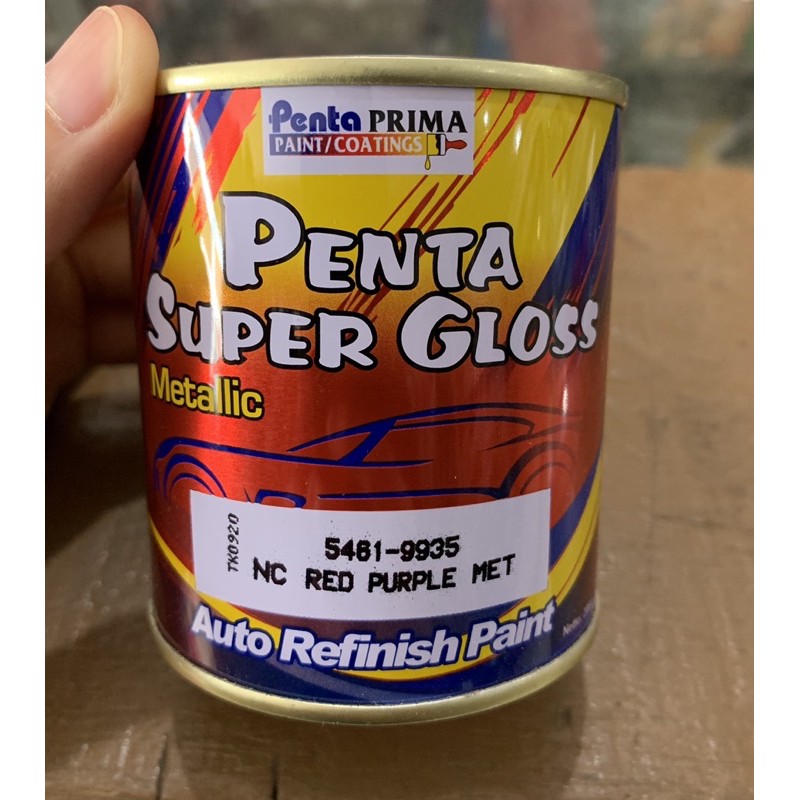 Penta PRIMA
PAINT/COATINGS
PENTA
SUPER GLOSS
Metallic
TK0920
5461-9935
NC RED PURPLE MET
Auto Refinish Paint